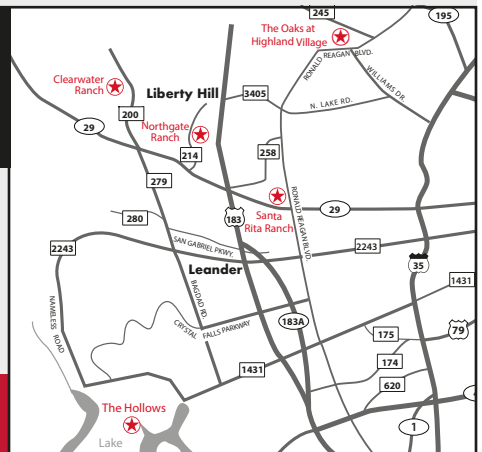 245
195
The Oaks at
Highland Village
RONALD REAGAN BLVD.
WILLIAMS DR.
Clearwater
Ranch
Liberty Hill
3405
N. LAKE RD.
200
29
Northgate
Ranch
214
258
279
RONALD REAGAN BLVD.
29
280
183
Santa
Rita Ranch
SAN GABRIEL PKWY.
2243
2243
35
Leander
1431
BAGDAD RD.
NAMELESS ROAD
CRYSTAL FALLS PARKWAY
183A
175
79
174
1431
620
The Hollows
Lake
1